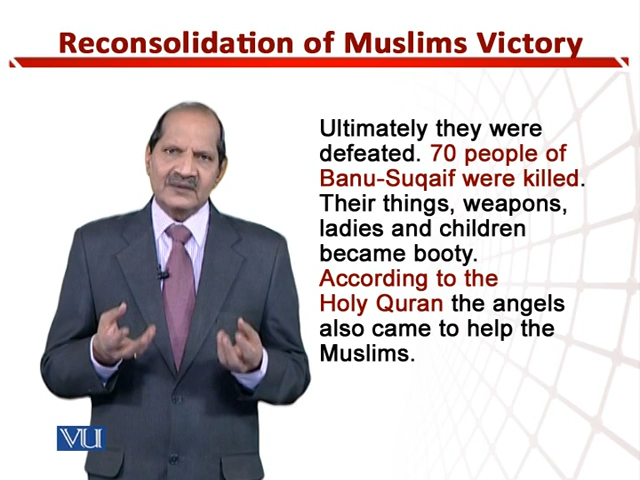 Reconsolidation of Muslims Victory
Ultimately they were
defeated. 70 people of
Banu-Suqaif were killed.
Their things, weapons,
ladies and children
became booty.
According to the
Holy Quran the angels
also came to help the
Muslims.
VU